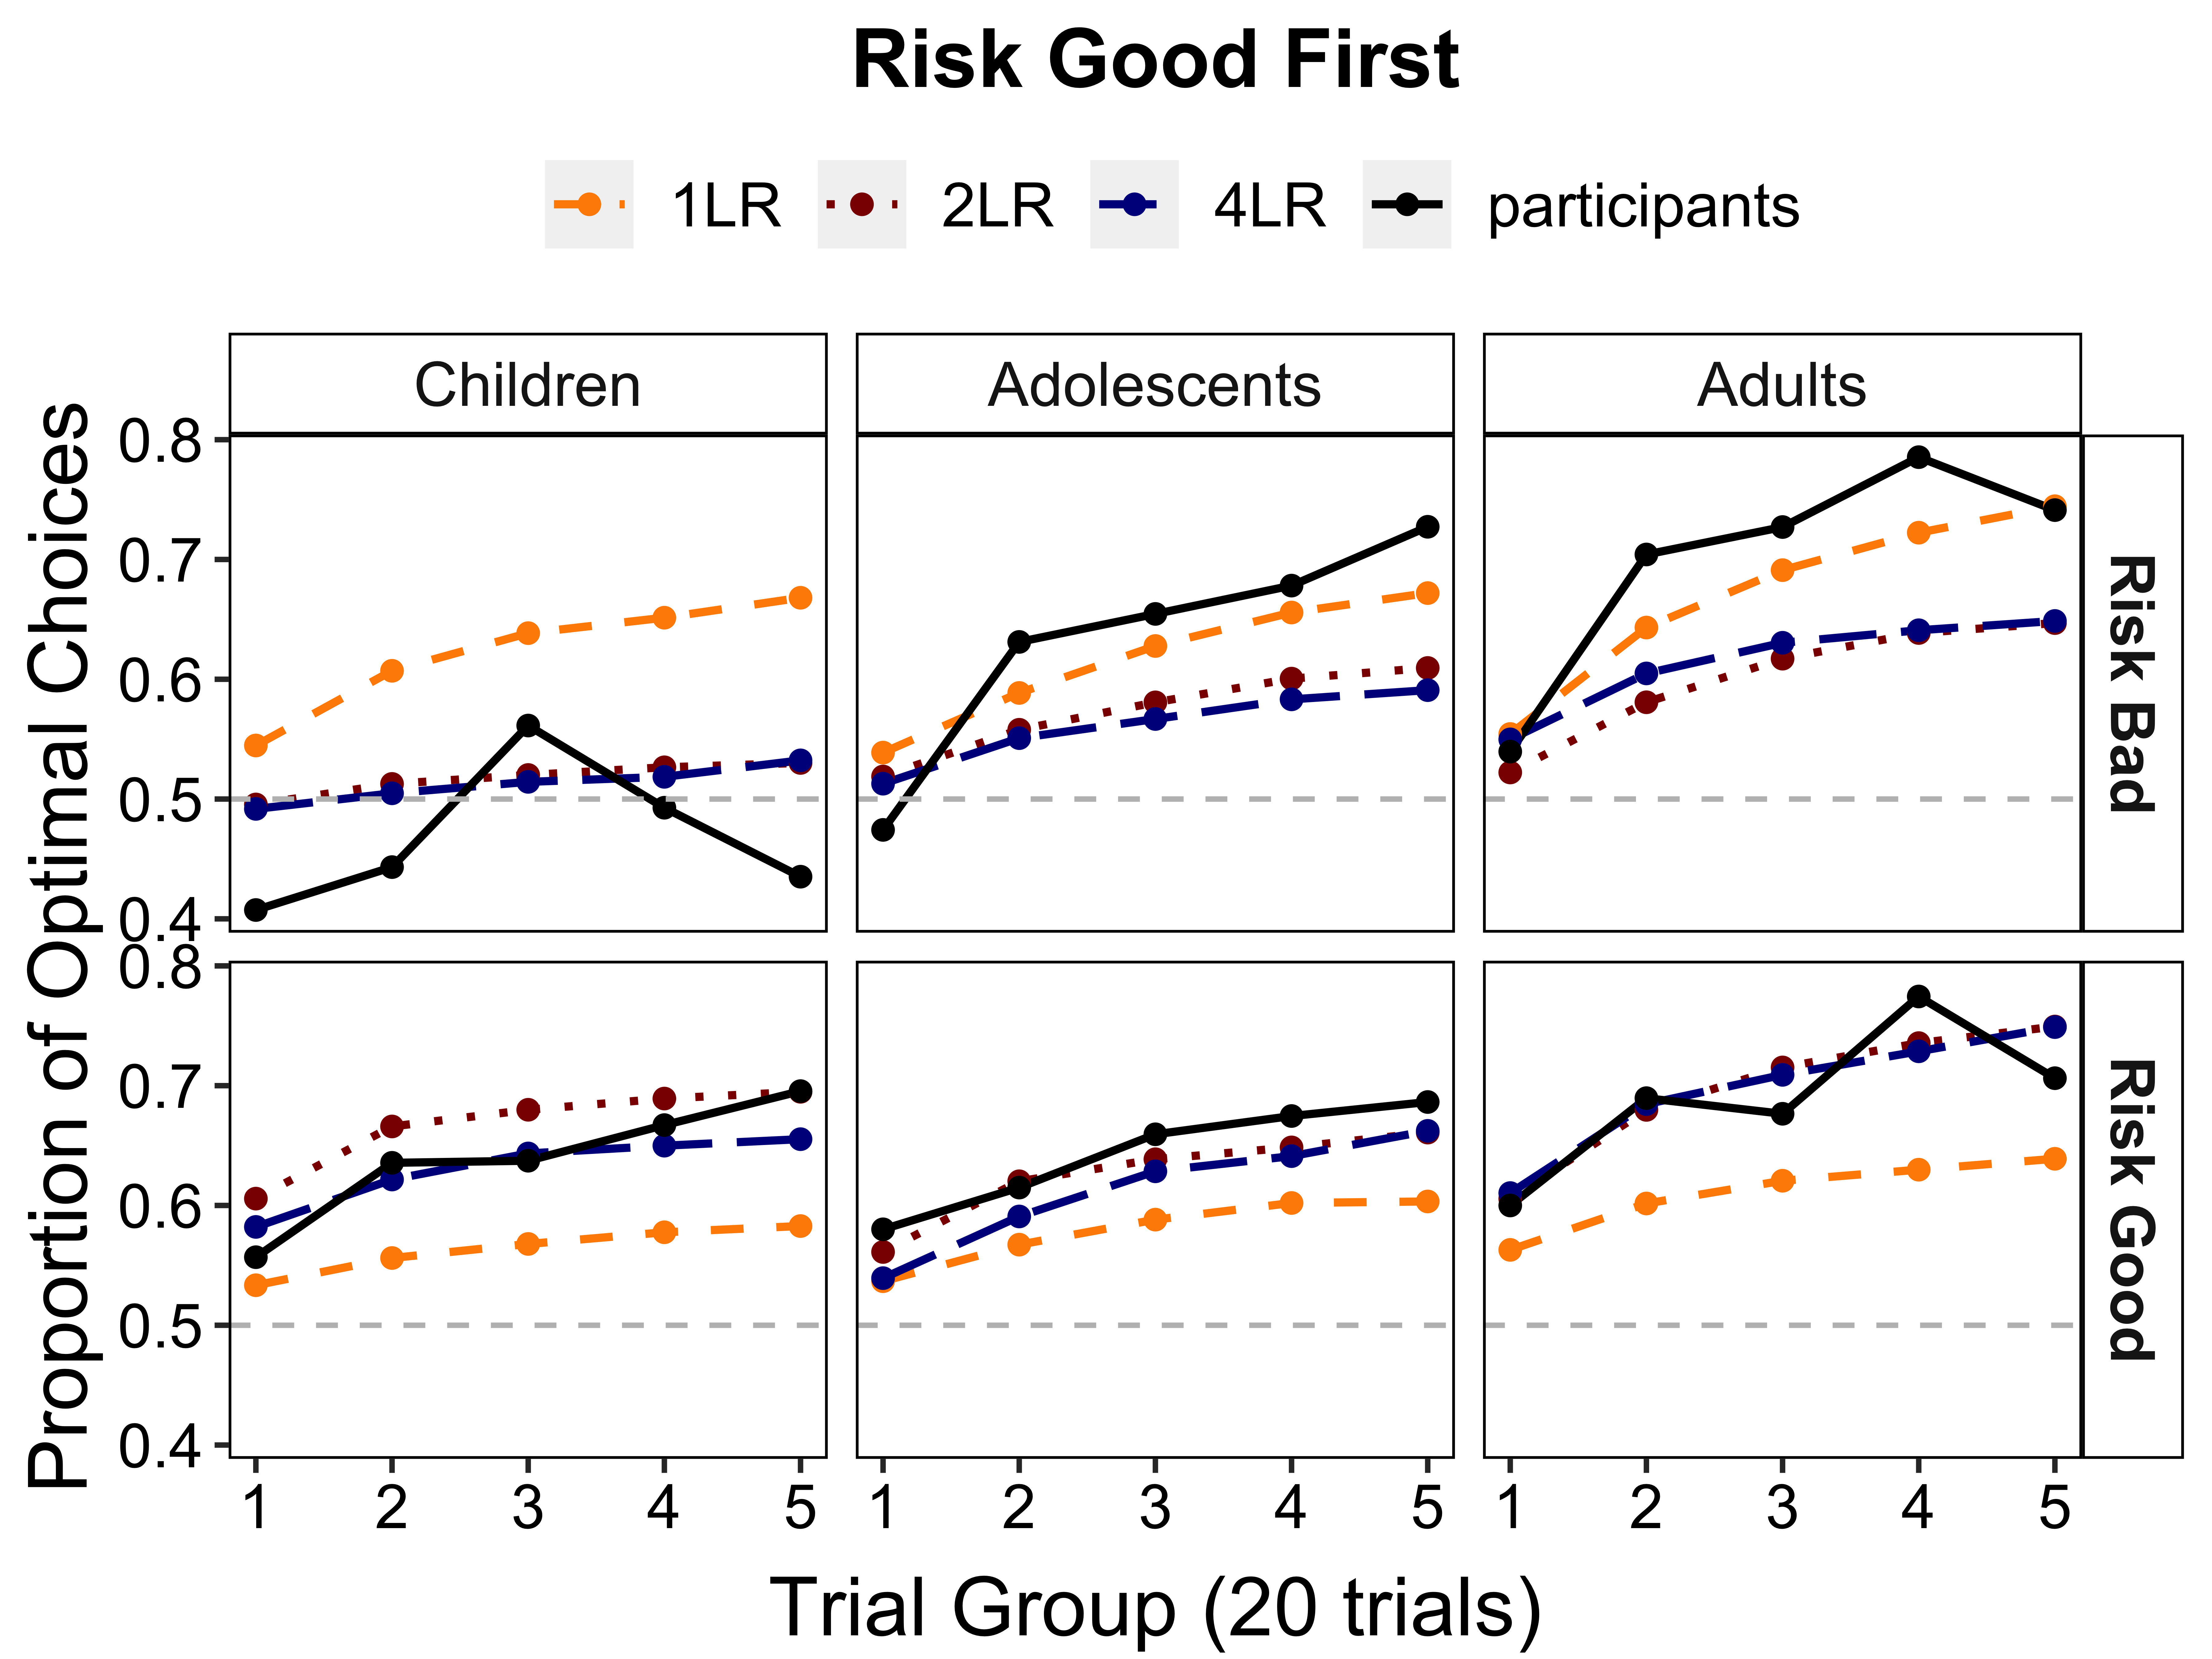 Risk Good First
1LR 2LR 4LR participants
Children Adolescents Adults
Proportion of Optimal Choices
0.8
0.7
0.6
0.5
0.4
Risk Bad
0.8
0.7
0.6
0.5
0.4
Risk Good
1 2 3 4 5 1 2 3 4 5 1 2 3 4 5
Trial Group (20 trials)